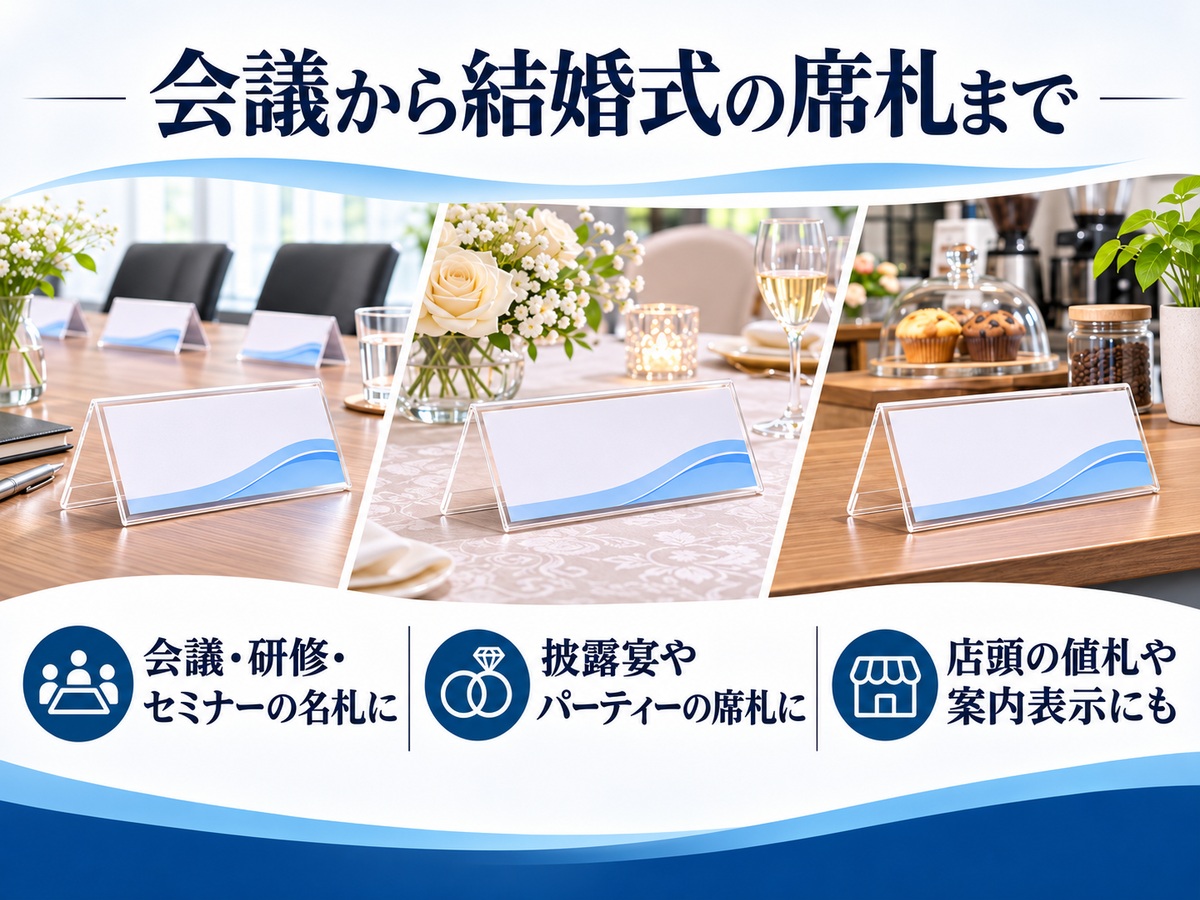 会議から結婚式の席札まで
会議・研修・
セミナーの名札に
披露宴や
パーティーの席札に
店頭の値札や
案内表示にも